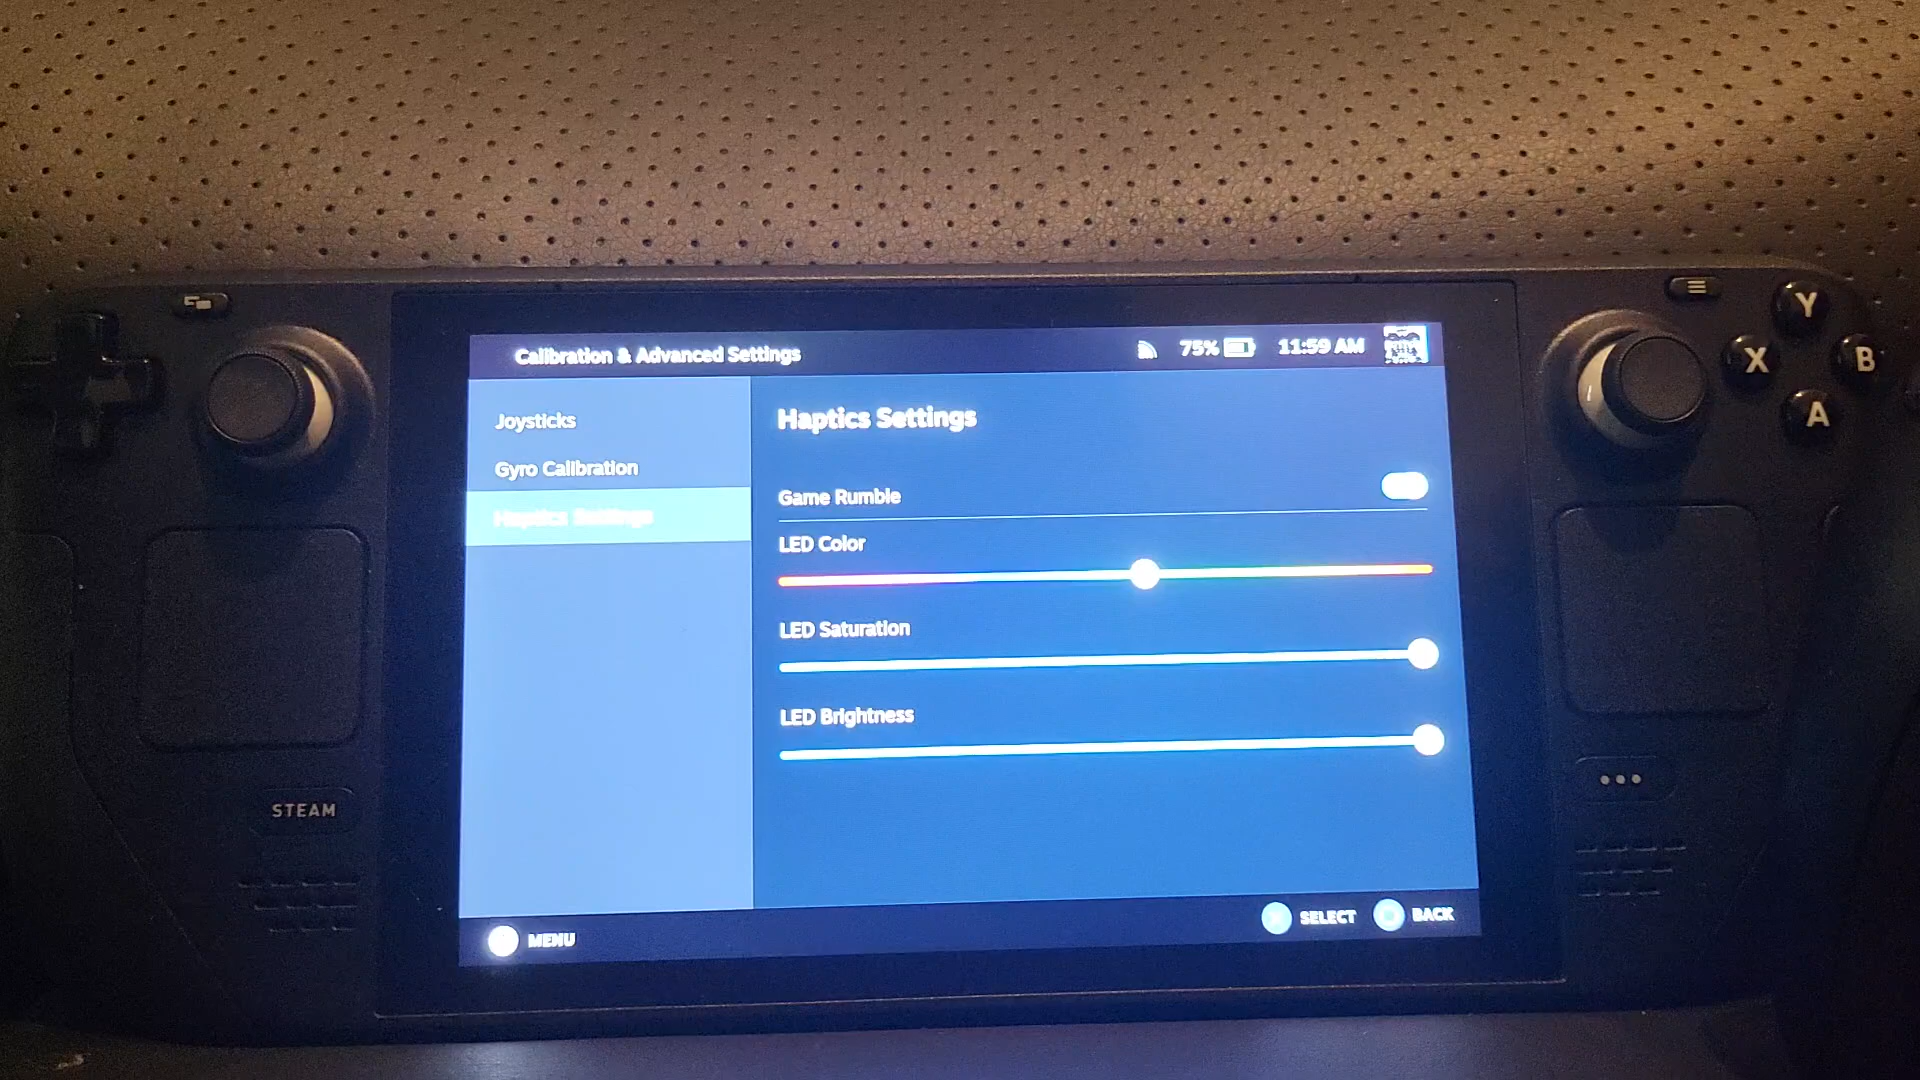 Calibration & Advanced Settings
75%
11:59 AM
Joysticks
Gyro Calibration
Haptics Settings
Haptics Settings
Game Rumble
LED Color
LED Saturation
LED Brightness
MENU
SELECT
BACK
STEAM
Y
X
B
A